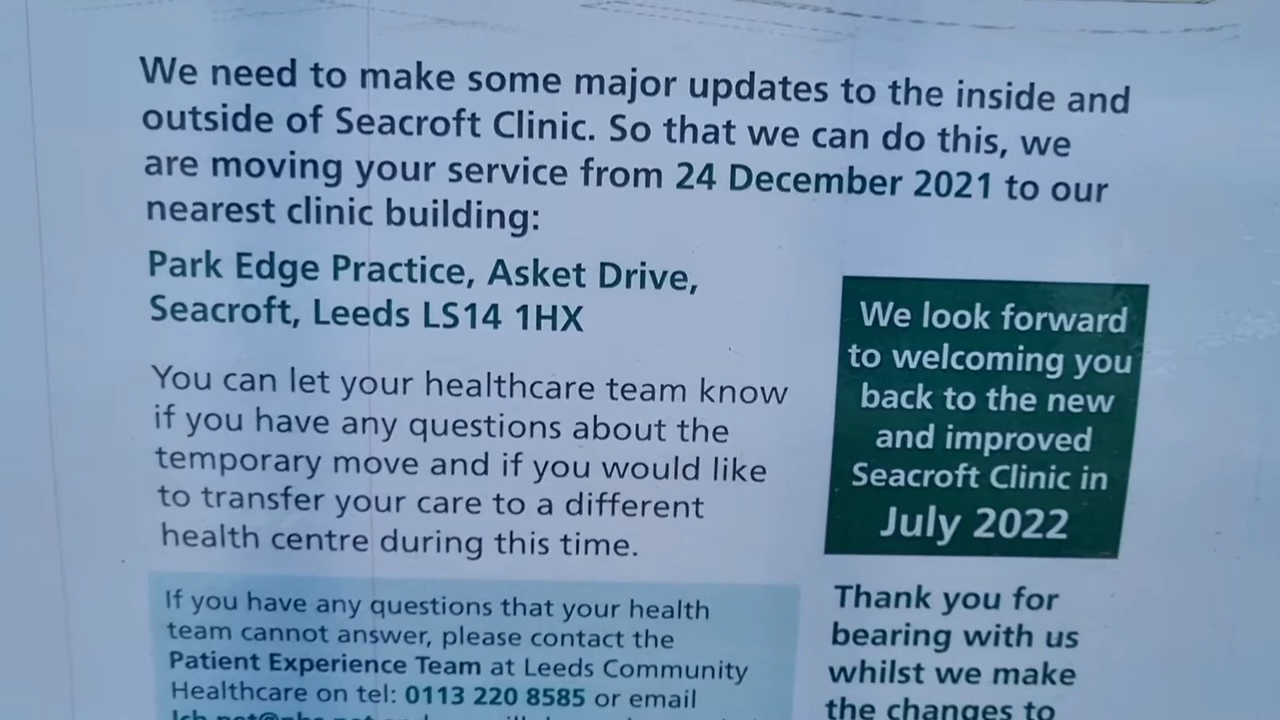 We need to make some major updates to the inside and
outside of Seacroft Clinic. So that we can do this, we
are moving your service from 24 December 2021 to our
nearest clinic building:
Park Edge Practice, Asket Drive,
Seacroft, Leeds LS14 1HX
You can let your healthcare team know
if you have any questions about the
temporary move and if you would like
to transfer your care to a different
health centre during this time.
If you have any questions that your health
team cannot answer, please contact the
Patient Experience Team at Leeds Community
Healthcare on tel: 0113 220 8585 or email
We look forward
to welcoming you
back to the new
and improved
Seacroft Clinic in
July 2022
Thank you for
bearing with us
whilst we make
the changes to